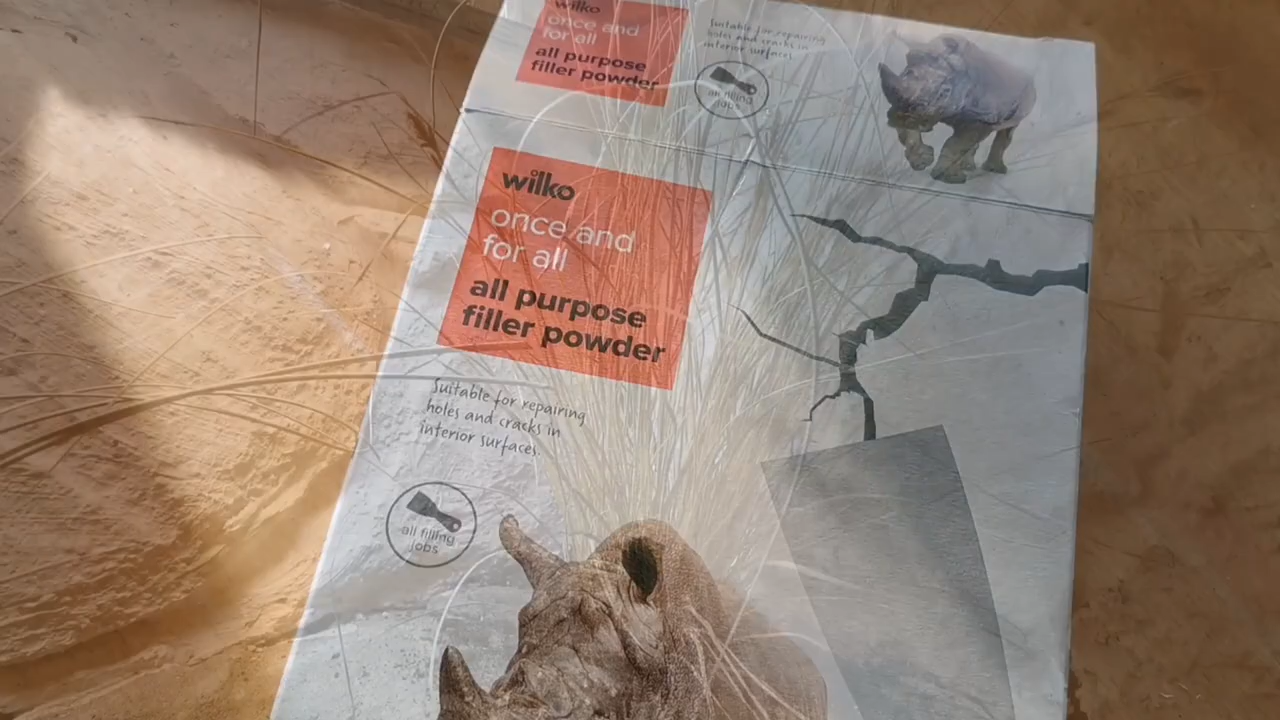 wilko
once and
for all
all purpose
filler powder
Suitable for repairing
holes and cracks in
interior surfaces
all filling
jobs
wilko
once and
for all
all purpose
filler powder
Suitable for repairing
holes and cracks in
interior surfaces.
all filling
jobs